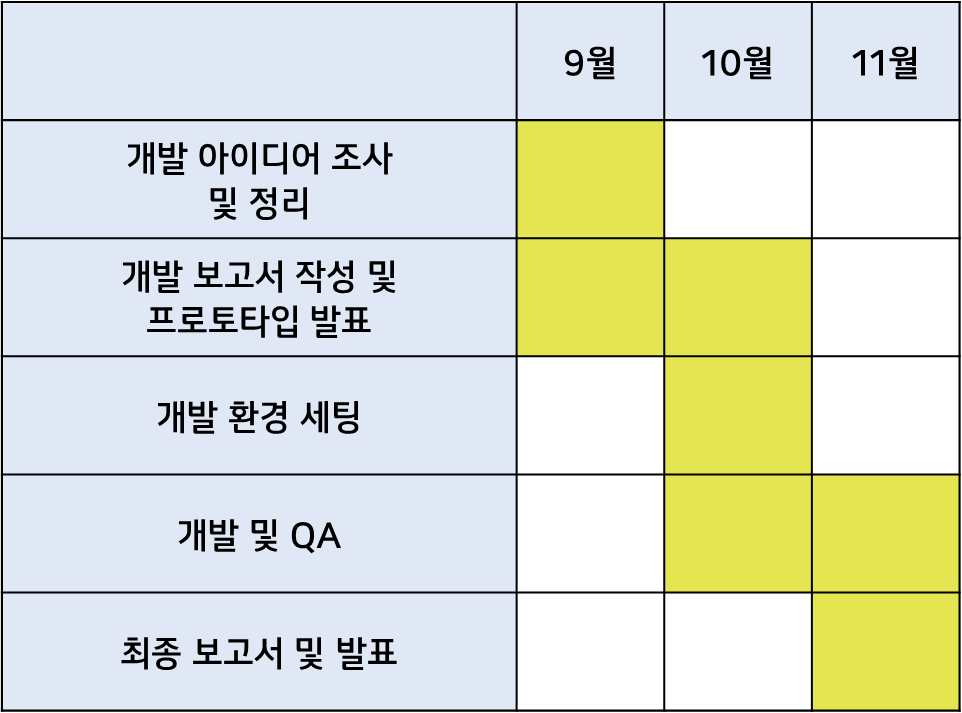 9월 10월 11월
개발 아이디어 조사
및 정리
개발 보고서 작성 및
프로토타입 발표
개발 환경 세팅
개발 및 QA
최종 보고서 및 발표